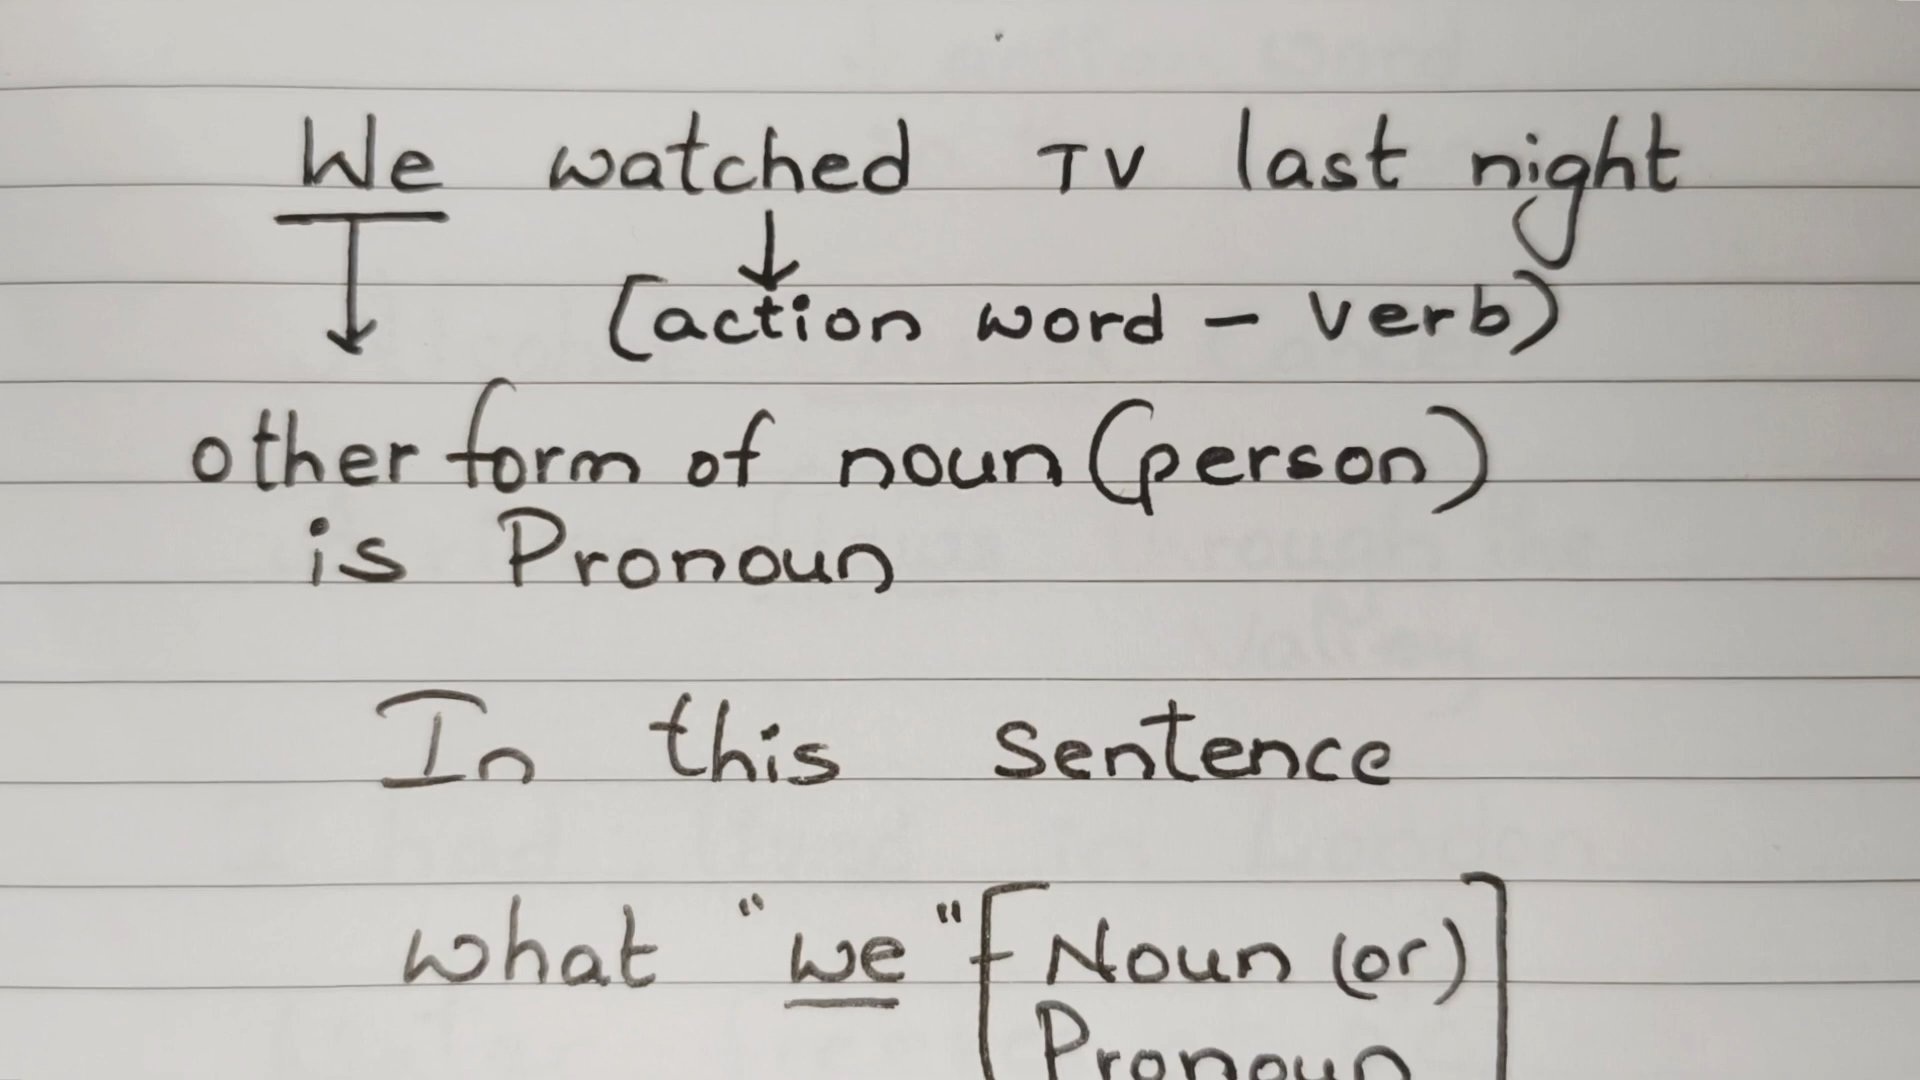 We watched TV last night
(action word - verb)
other form of noun (person)
is Pronoun
In this sentence
what "we" [Noun (or)
Pronoun]